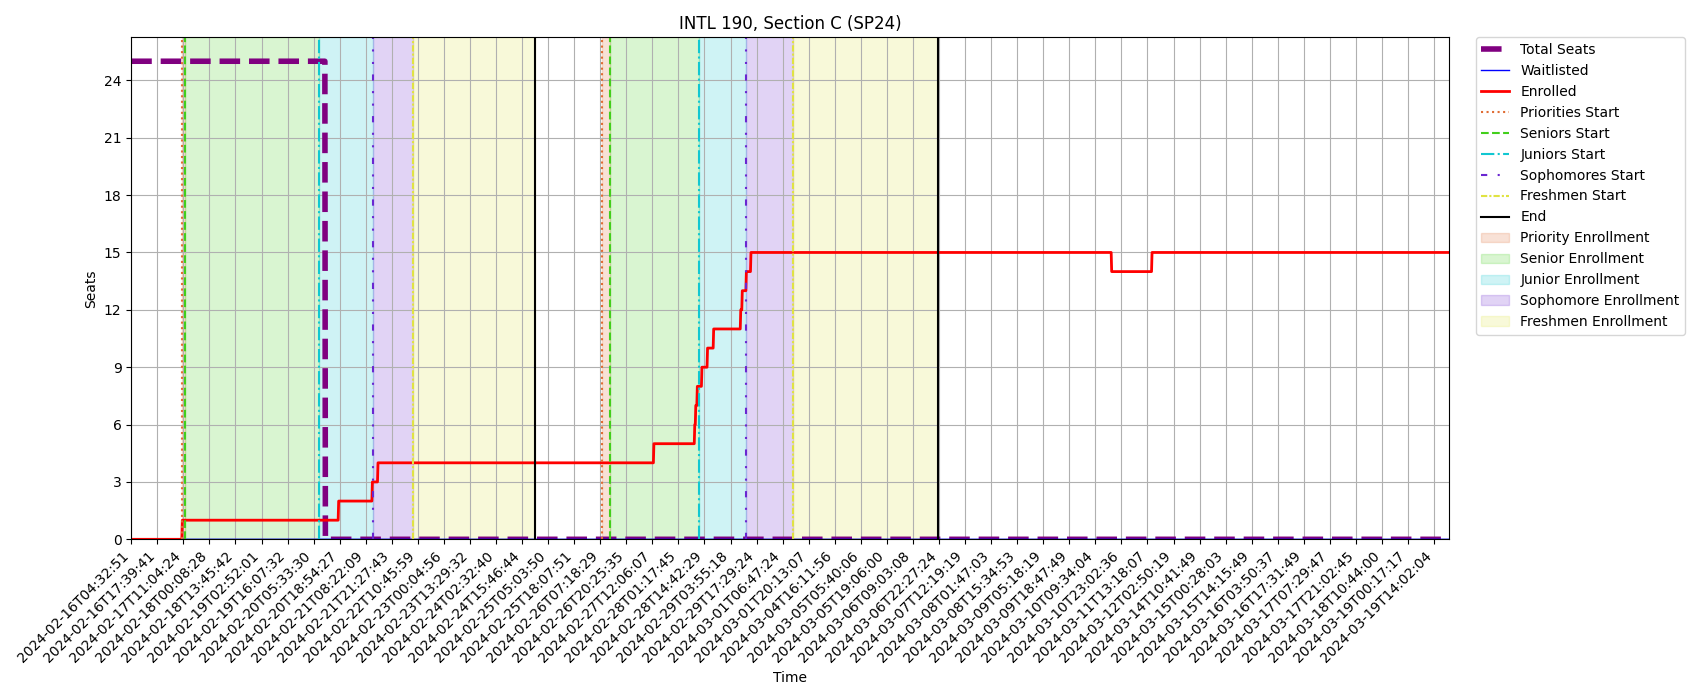 INTL 190, Section C (SP24)
Seats
24
21
18
15
12
9
6
3
0
2024-02-16T04:32:51
2024-02-16T17:39:41
2024-02-17T11:04:24
2024-02-18T00:08:28
2024-02-18T13:45:42
2024-02-19T02:52:01
2024-02-19T16:07:32
2024-02-20T05:33:30
2024-02-20T18:54:27
2024-02-21T08:22:09
2024-02-21T21:27:43
2024-02-22T10:45:59
2024-02-23T00:04:56
2024-02-23T13:29:32
2024-02-24T02:32:40
2024-02-24T15:46:44
2024-02-25T05:03:50
2024-02-25T18:07:51
2024-02-26T07:18:29
2024-02-26T20:25:35
2024-02-27T12:06:07
2024-02-28T01:17:45
2024-02-28T14:42:29
2024-02-29T03:55:18
2024-02-29T17:29:24
2024-03-01T06:47:24
2024-03-01T20:13:07
2024-03-04T16:11:56
2024-03-05T05:40:06
2024-03-05T19:06:00
2024-03-06T09:03:08
2024-03-06T22:27:24
2024-03-07T12:19:19
2024-03-08T01:47:03
2024-03-08T15:34:53
2024-03-09T05:18:19
2024-03-09T18:47:49
2024-03-10T09:34:04
2024-03-10T23:02:36
2024-03-11T13:18:07
2024-03-12T02:50:19
2024-03-14T10:41:49
2024-03-15T00:28:03
2024-03-15T14:15:49
2024-03-16T03:50:37
2024-03-16T17:31:49
2024-03-17T07:29:47
2024-03-17T21:02:45
2024-03-18T10:44:00
2024-03-19T00:17:17
2024-03-19T14:02:04
Time
Total Seats
Waitlisted
Enrolled
Priorities Start
Seniors Start
Juniors Start
Sophomores Start
Freshmen Start
End
Priority Enrollment
Senior Enrollment
Junior Enrollment
Sophomore Enrollment
Freshmen Enrollment